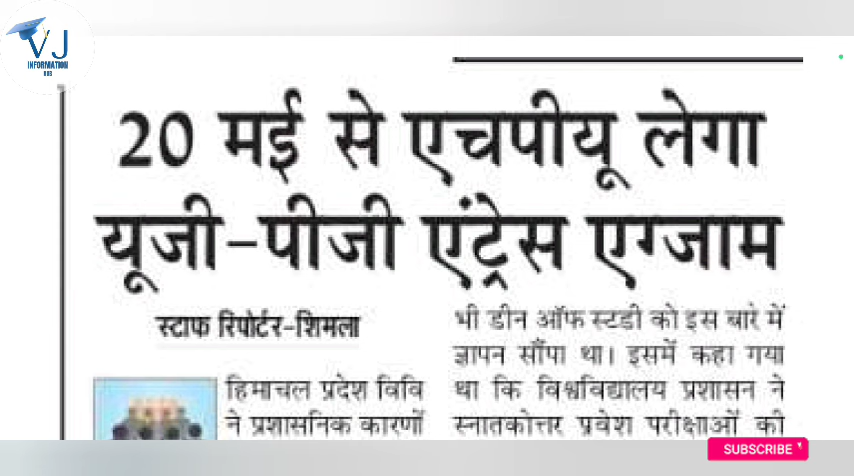 VJ
INFORMATION
HUB
20 मई से एचपीयू लेगा
यूजी-पीजी एंट्रेस एग्जाम
स्टाफ रिपोर्टर-शिमला
हिमाचल प्रदेश विवि
ने प्रशासनिक कारणों
भी डीन ऑफ स्टडी को इस बारे में
ज्ञापन सौंपा था। इसमें कहा गया
था कि विश्वविद्यालय प्रशासन ने
स्नातकोत्तर प्रवेश परीक्षाओं की
SUBSCRIBE